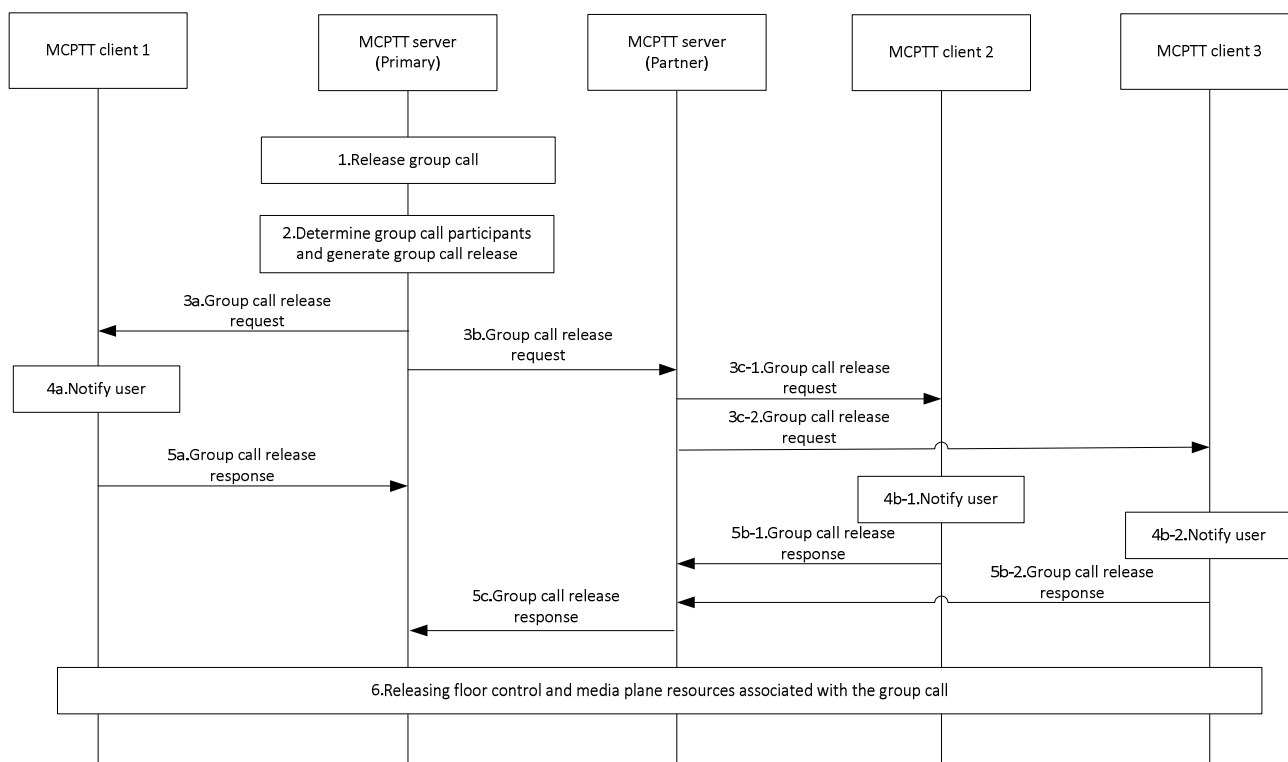 MCPTT client 1
MCPTT server
(Primary)
MCPTT server
(Partner)
MCPTT client 2
MCPTT client 3
1.Release group call
2.Determine group call participants
and generate group call release
3a.Group call release
request
3b.Group call release
request
3c-1.Group call release
request
4a.Notify user
3c-2.Group call release
request
5a.Group call release
response
4b-1.Notify user
4b-2.Notify user
5b-1.Group call release
response
5b-2.Group call release
response
5c.Group call release
response
6.Releasing floor control and media plane resources associated with the group call